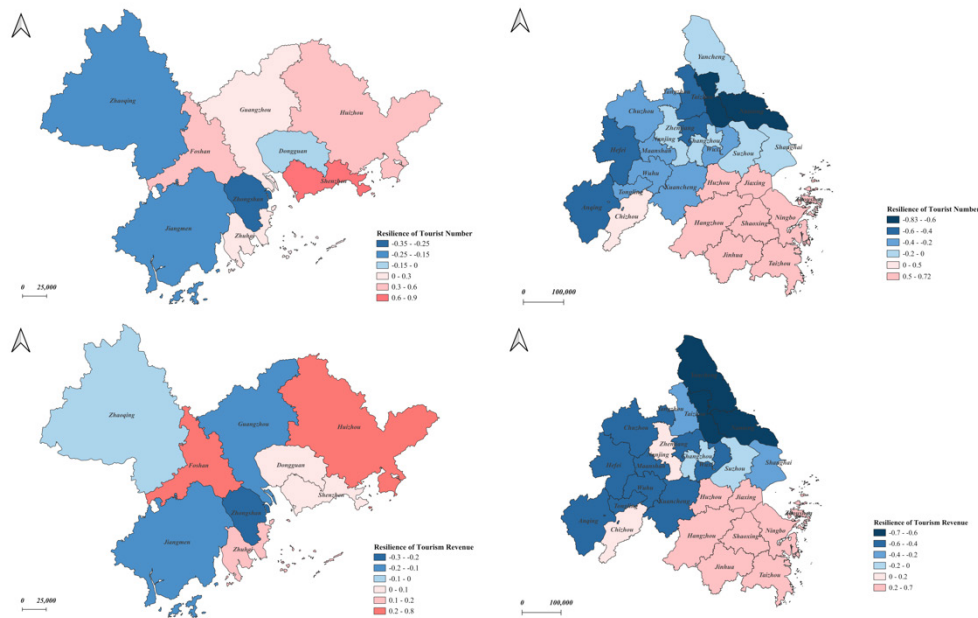 Zhaoqing
Guangzhou
Huizhou
Foshan
Dongguan
Shenzhen
Zhongshan
Jiangmen
Zhuhai
Resilience of Tourist Number
-0.35 - -0.25
-0.25 - -0.15
-0.15 - 0
0 - 0.3
0.3 - 0.6
0.6 - 0.9
0 25,000
Yancheng
Chuzhou
Zhenjiang
Nanjing
Changzhou
Hefei
Maanshan
Wuxi
Suzhou
Shanghai
Wuhu
Tongling
Xuancheng
Huzhou
Jiaxing
Anqing
Chizhou
Hangzhou
Shaoxing
Ningbo
Jinhua
Taizhou
Resilience of Tourist Number
-0.83 - -0.6
-0.6 - -0.4
-0.4 - -0.2
-0.2 - 0
0 - 0.5
0.5 - 0.72
0 100,000
Zhaoqing
Guangzhou
Huizhou
Foshan
Dongguan
Shenzhen
Zhongshan
Jiangmen
Zhuhai
Resilience of Tourism Revenue
-0.3 - -0.2
-0.2 - -0.1
-0.1 - 0
0 - 0.1
0.1 - 0.2
0.2 - 0.8
0 25,000
Chuzhou
Nanjing
Changzhou
Hefei
Maanshan
Suzhou
Shanghai
Wuhu
Xuancheng
Huzhou
Jiaxing
Anqing
Chizhou
Hangzhou
Shaoxing
Ningbo
Jinhua
Taizhou
Resilience of Tourism Revenue
-0.7 - -0.6
-0.6 - -0.4
-0.4 - -0.2
-0.2 - 0
0 - 0.2
0.2 - 0.7
0 100,000